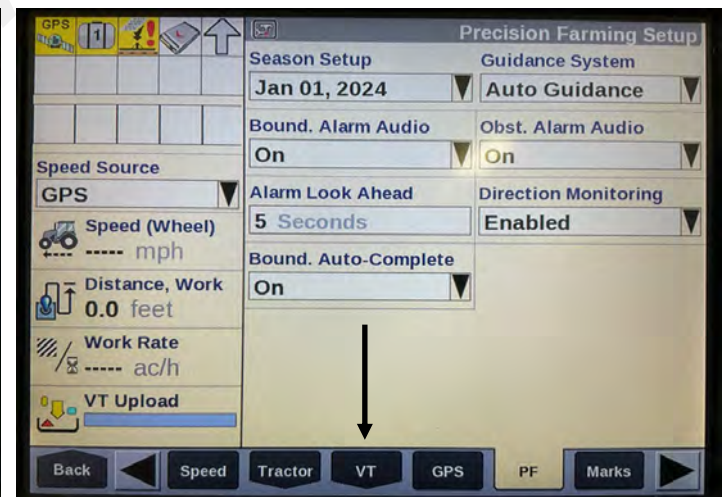 GPS
1
Precision Farming Setup
Season Setup
Jan 01, 2024
Guidance System
Auto Guidance
Bound. Alarm Audio
On
Obst. Alarm Audio
On
Alarm Look Ahead
5 Seconds
Direction Monitoring
Enabled
Bound. Auto-Complete
On
Speed Source
GPS
Speed (Wheel)
----- mph
Distance, Work
0.0 feet
Work Rate
----- ac/h
VT Upload
Back
Speed
Tractor
VT
GPS
PF
Marks